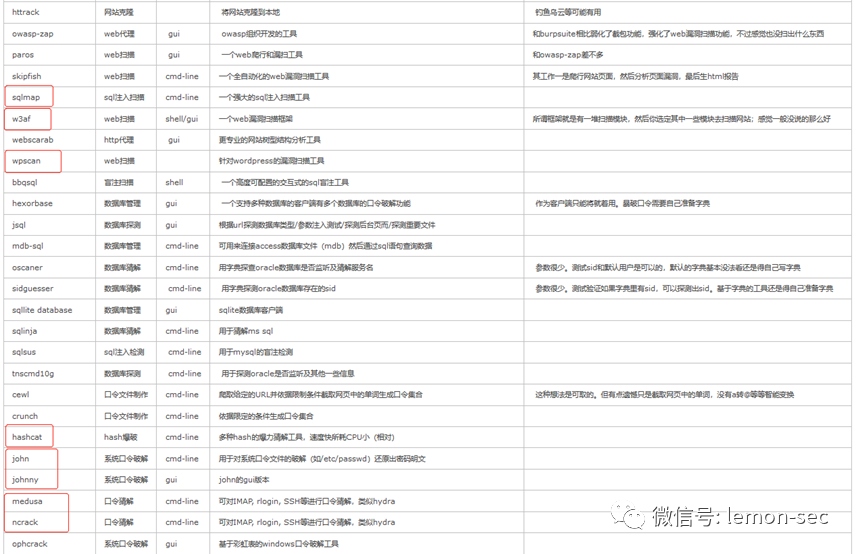 httrack 网站克隆 将网站克隆到本地 钓鱼乌云等可能有用
owasp-zap web代理 gui owasp组织开发的工具 和burpsuite相比弱化了截包功能，强化了web漏洞扫描功能，不过感觉也没扫出什么东西
paros web扫描 gui 一个web爬行和漏扫工具 和owasp-zap差不多
skipfish web扫描 cmd-line 一个全自动化的web漏洞扫描工具 其工作一是爬行网站页面，然后分析页面漏洞，最后生html报告
sqlmap sql注入扫描 cmd-line 一个强大的sql注入扫描工具
w3af web扫描 shell/gui 一个web漏洞扫描框架 所谓框架就是有一堆扫描模块，然后你选定其中一些模块去扫描网站；感觉一般没说的那么好
webscarab http代理 gui 更专业的网站树型结构分析工具
wpscan web扫描 针对wordpress的漏洞扫描工具
bbqsql 盲注扫描 shell 一个高度可配置的交互式的sql盲注工具
hexorbase 数据库管理 gui 一个支持多种数据库的客户端有多个数据库的口令破解功能 作为客户端只能将就着用。暴破口令需要自己准备字典
jsql 数据库探测 gui 根据url探测数据库类型/参数注入测试/探测后台页而/探测重要文件
mdb-sql 数据库管理 cmd-line 可用来连接access数据库文件（mdb）然后通过sql语句查询数据
oscaner 数据库猜解 cmd-line 用字典探查oracle数据库是否监听及猜解服务名 参数很少。测试sid和默认用户是可以的，默认的字典基本没法看还是得自己写字典
sidguesser 数据库猜解 cmd-line 用字典探测oracle数据库存在的sid 参数很少。测试验证如果字典里有sid，可以探测出sid。基于字典的工具还是得自己准备字典
sqllite database 数据库管理 gui sqlite数据库客户端
sqlinja 数据库猜解 cmd-line 用于猜解ms sql
sqlsus sql注入检测 cmd-line 用于mysql的盲注检测
tnscmd10g 数据库探测 cmd-line 用于探测oracle是否监听及其他一些信息
cewl 口令文件制作 cmd-line 爬取给定的URL并依据限制条件截取网页中的单词生成口令集合 这种想法是可取的。但有点遗憾只是截取网页中的单词，没有a转@等等智能变换
crunch 口令文件制作 cmd-line 依据限定的条件生成口令集合
hashcat hash爆破 cmd-line 多种hash的爆力猜解工具，速度快所耗CPU小（相对）
john 系统口令破解 cmd-line 用于对系统口令文件的破解（如/etc/passwd）还原出密码明文
johnny 系统口令破解 gui john的gui版本
medusa 口令猜解 cmd-line 可对IMAP, rlogin, SSH等进行口令猜解，类似hydra
ncrack 口令猜解 cmd-line 可对IMAP, rlogin, SSH等进行口令猜解，类似hydra
ophcrack 系统口令破解 gui 基于彩虹表的windows口令破解工具
微信号: lemon-sec